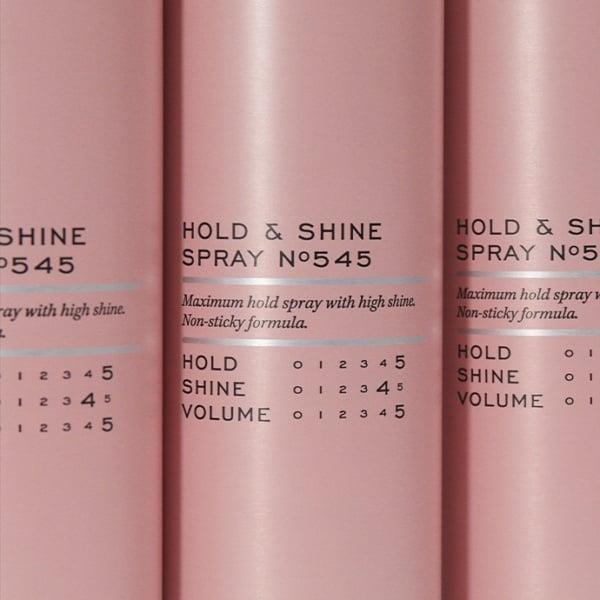 SHINE
º545
ray with high shine.
1 2 3 4 5
1 2 3 4 5
1 2 3 4 5
HOLD & SHINE
SPRAY Nº545
Maximum hold spray with high shine.
Non-sticky formula.
HOLD 0 1 2 3 4 5
SHINE 0 1 2 3 4 5
VOLUME 0 1 2 3 4 5
HOLD & SH
SPRAY Nº5
Maximum hold spray w
Non-sticky formula.
HOLD 0 1
SHINE 0 1
VOLUME 0 1